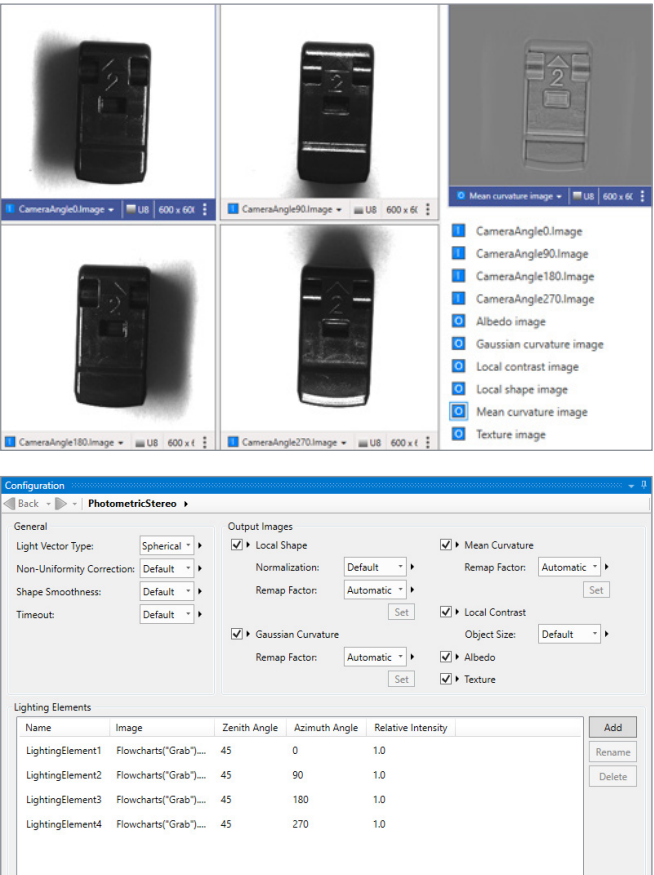 2
2
2
CameraAngle0.Image U8 600 x 60
CameraAngle90.Image U8 600 x 6
Mean curvature image U8 600 x 6
2
2
CameraAngle180.Image U8 600 x
CameraAngle270.Image U8 600 x
CameraAngle0.Image
CameraAngle90.Image
CameraAngle180.Image
CameraAngle270.Image
Albedo image
Gaussian curvature image
Local contrast image
Local shape image
Mean curvature image
Texture image
Configuration
Back PhotometricStereo
General
Light Vector Type: Spherical
Non-Uniformity Correction: Default
Shape Smoothness: Default
Timeout: Default
Output Images
Local Shape
Normalization: Default
Remap Factor: Automatic
Set
Gaussian Curvature
Remap Factor: Automatic
Set
Mean Curvature
Remap Factor: Automatic
Set
Local Contrast
Object Size: Default
Albedo
Texture
Lighting Elements
Name Image Zenith Angle Azimuth Angle Relative Intensity
LightingElement1 Flowcharts("Grab").... 45 0 1.0
LightingElement2 Flowcharts("Grab").... 45 90 1.0
LightingElement3 Flowcharts("Grab").... 45 180 1.0
LightingElement4 Flowcharts("Grab").... 45 270 1.0
Add
Rename
Delete